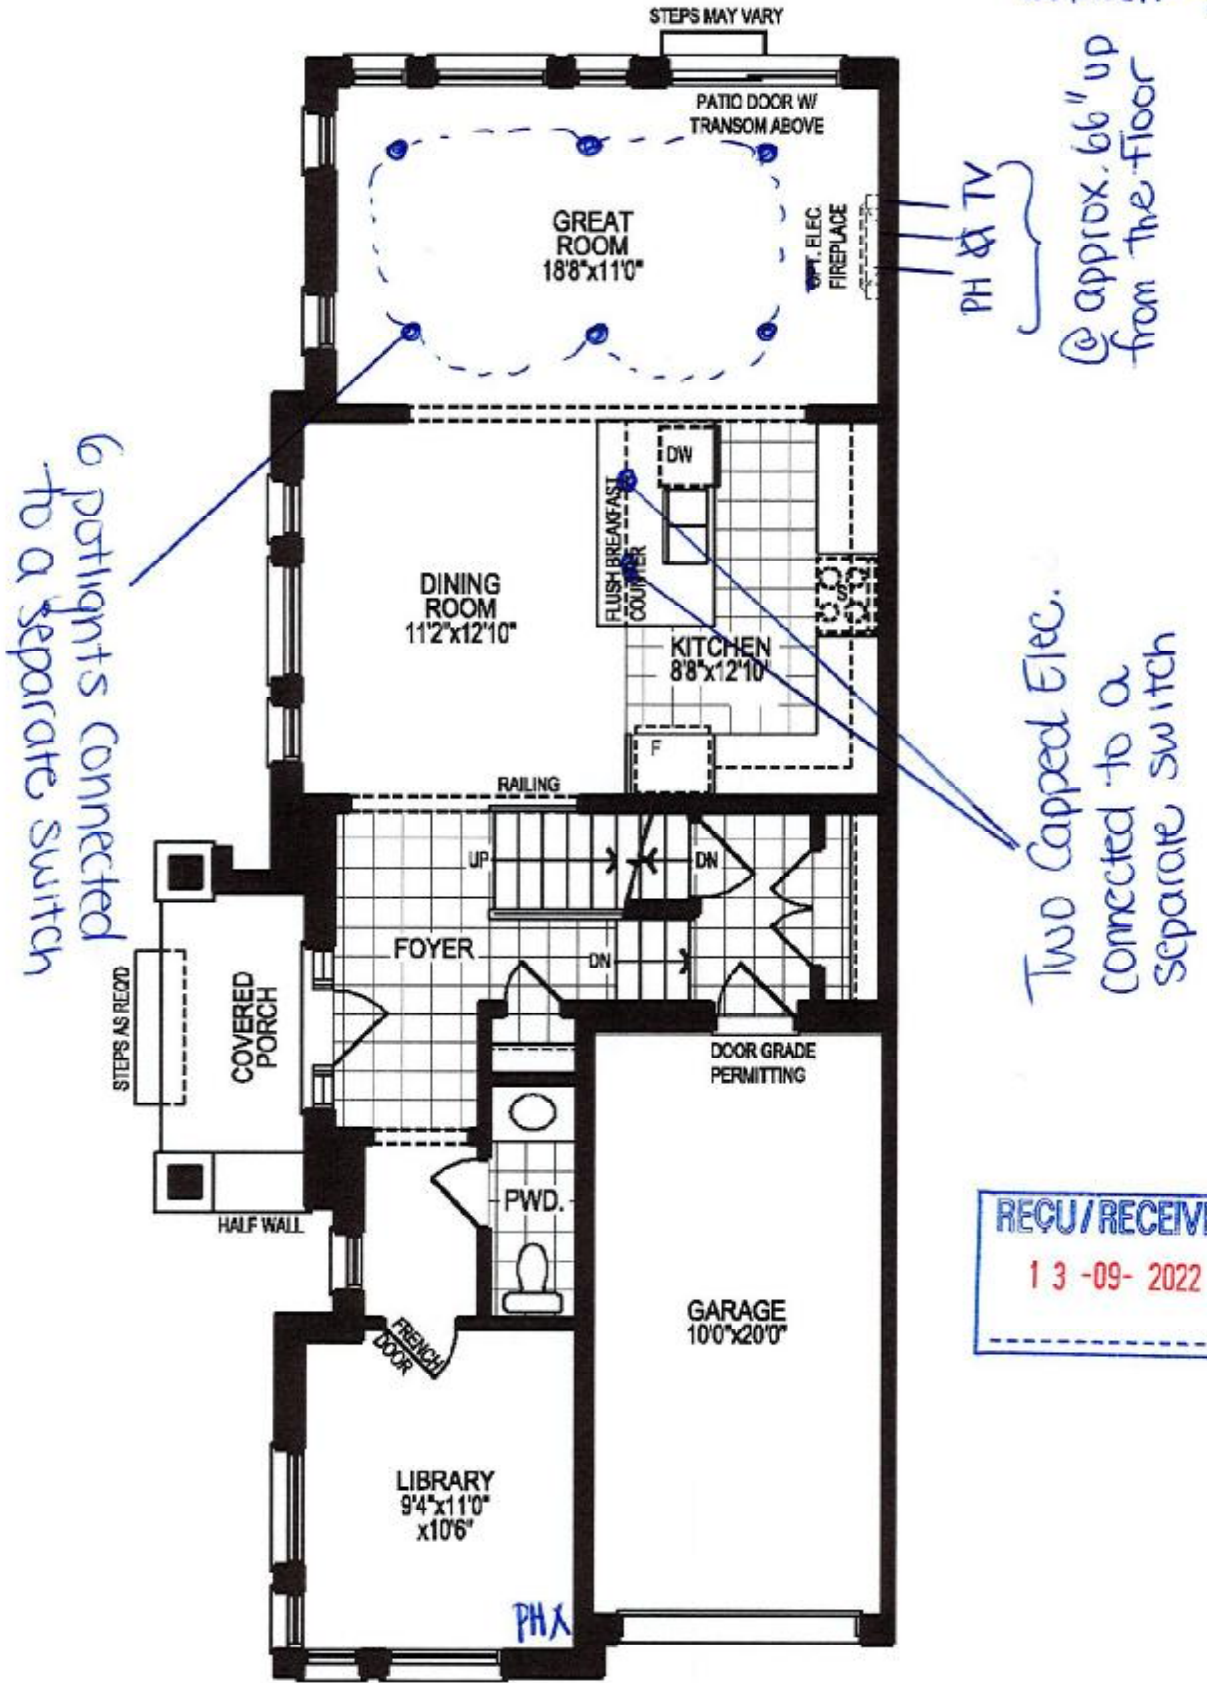 STEPS MAY VARY
PATIO DOOR W/
TRANSOM ABOVE
@ approx. 66" up
from the Floor
PH TV
GREAT
ROOM
18'8"x11'0"
OPT. ELEC.
FIREPLACE
6 potlights Connected
to a separate switch
DW
FLUSH BREAKFAST
COUNTER
S
DINING
ROOM
11'2"x12'10"
KITCHEN
8'8"x12'10"
F
RAILING
Two Capped Elec.
connected to a
separate switch
UP
DN
FOYER
DN
STEPS AS REQ'D
COVERED
PORCH
DOOR GRADE
PERMITTING
PWD.
HALF WALL
REÇU/RECEIVE
13 -09- 2022
FRENCH
DOOR
GARAGE
10'0"x20'0"
LIBRARY
9'4"x11'0"
x10'6"
PH